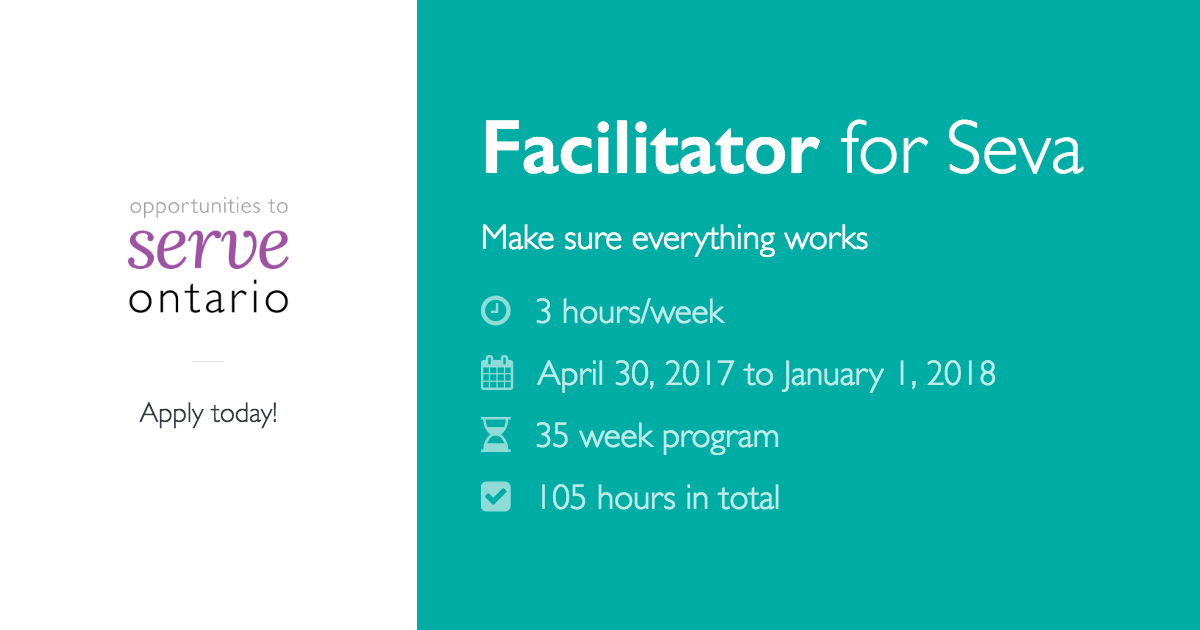 opportunities to
serve
ontario
Apply today!
Facilitator for Seva
Make sure everything works
3 hours/week
April 30, 2017 to January 1, 2018
35 week program
105 hours in total